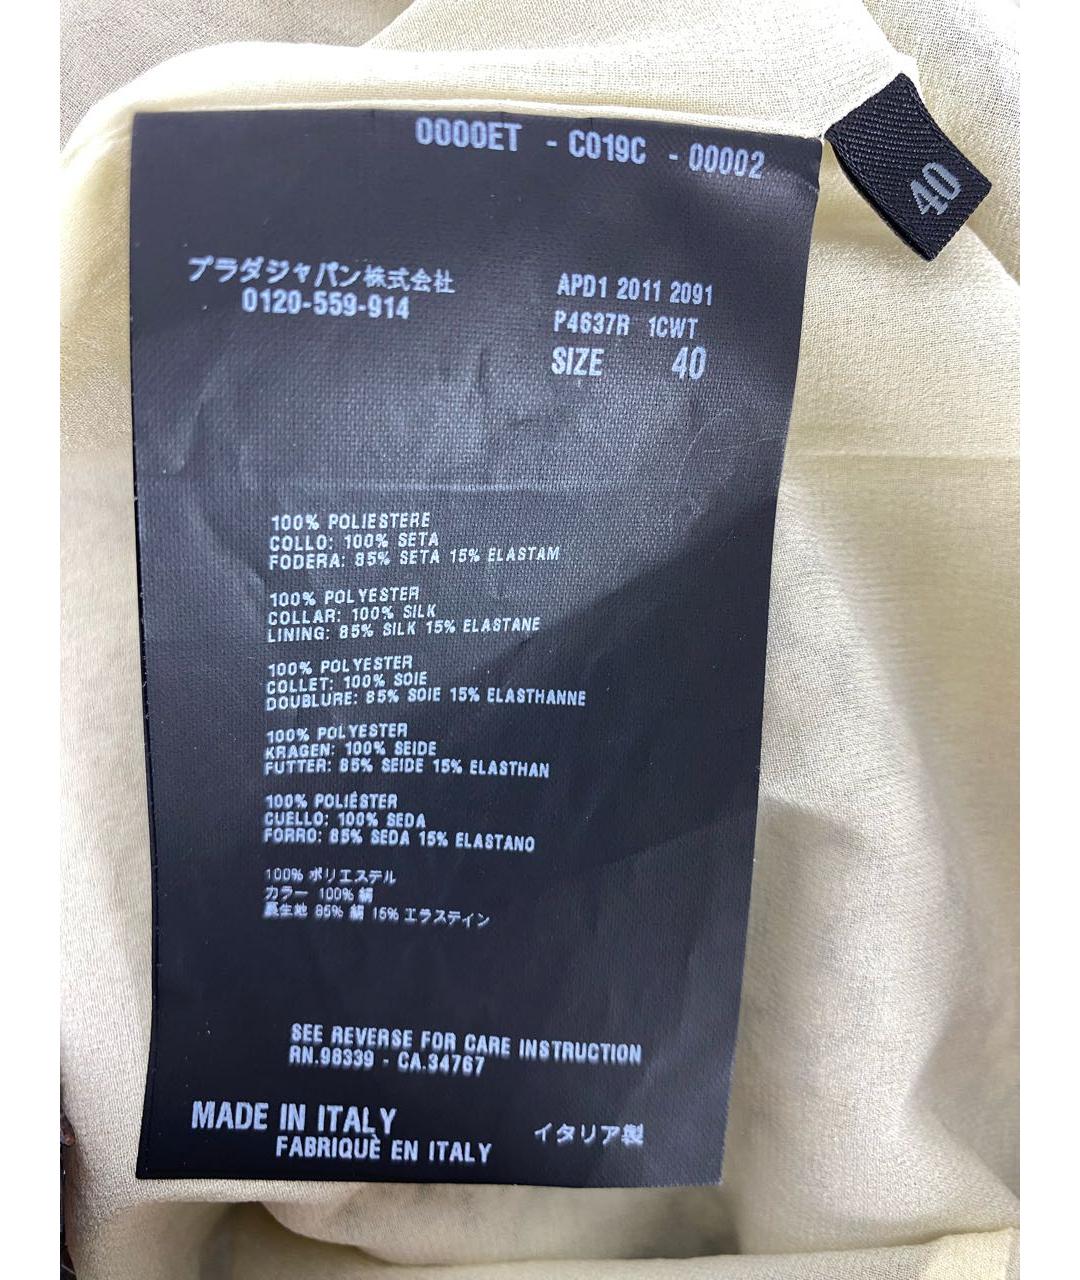 0000ET - C019C - 00002
40
プラダジャパン株式会社
0120-559-914
APD1 2011 2091
P4637R 1CWT
SIZE 40
100% POLIESTERE
COLLO: 100% SETA
FODERA: 85% SETA 15% ELASTAM
100% POLYESTER
COLLAR: 100% SILK
LINING: 85% SILK 15% ELASTANE
100% POLYESTER
COLLET: 100% SOIE
DOUBLURE: 85% SOIE 15% ELASTHANNE
100% POLYESTER
KRAGEN: 100% SEIDE
FUTTER: 85% SEIDE 15% ELASTHAN
100% POLIÉSTER
CUELLO: 100% SEDA
FORRO: 85% SEDA 15% ELASTANO
100% ポリエステル
カラー 100% 絹
裏生地 85% 絹 15% エラスティン
SEE REVERSE FOR CARE INSTRUCTION
RN.98339 - CA.34767
MADE IN ITALY
FABRIQUÈ EN ITALY
イタリア製